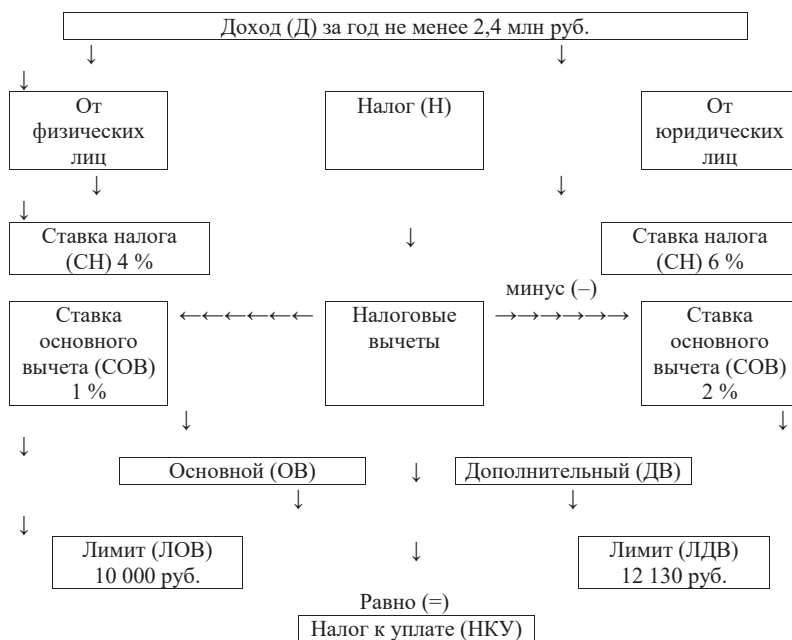 Доход (Д) за год не менее 2,4 млн руб.
↓ ↓
↓
От
физических
лиц
Налог (Н)
От
юридических
лиц
↓ ↓
↓
Ставка налога
(СН) 4 %
↓
Ставка налога
(СН) 6 %
минус (–)
Ставка
основного
вычета (СОВ)
1 %
←←←←←←
Налоговые
вычеты
→→→→→→
Ставка
основного
вычета (СОВ)
2 %
↓ ↓
↓
Основной (ОВ)
↓
Дополнительный (ДВ)
↓ ↓
↓
Лимит (ЛОВ)
10 000 руб.
↓
Лимит (ЛДВ)
12 130 руб.
Равно (=)
Налог к уплате (НКУ)